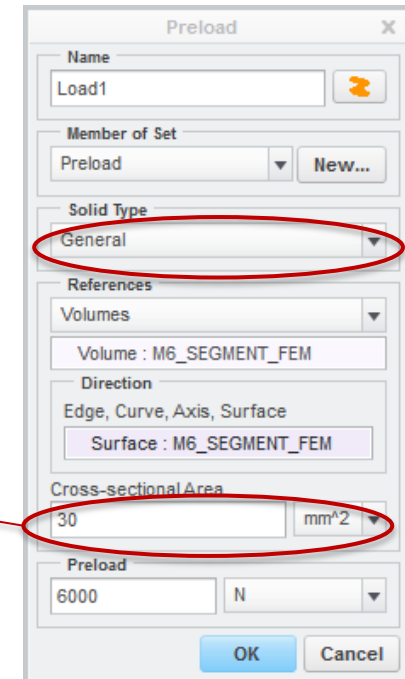 Preload
Name
Load1
Member of Set
Preload New...
Solid Type
General
References
Volumes
Volume : M6_SEGMENT_FEM
Direction
Edge, Curve, Axis, Surface
Surface : M6_SEGMENT_FEM
Cross-sectional Area
30 mm^2
Preload
6000 N
OK Cancel